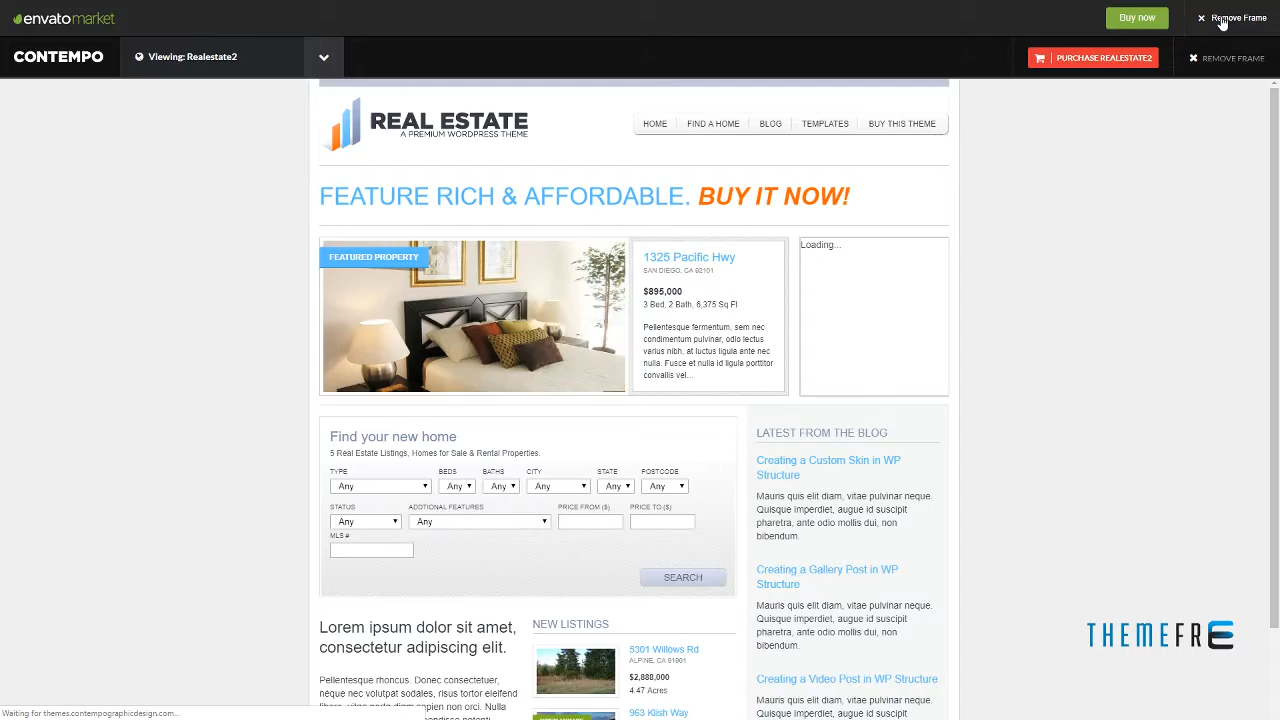 envatomarket
Buy now
Remove Frame
CONTEMPO
Viewing: Realestate2
PURCHASE REALESTATE2
REMOVE FRAME
REAL ESTATE
A PREMIUM WORDPRESS THEME
HOME
FIND A HOME
BLOG
TEMPLATES
BUY THIS THEME
FEATURE RICH & AFFORDABLE. BUY IT NOW!
FEATURED PROPERTY
1325 Pacific Hwy
SAN DIEGO, CA 92101
$895,000
3 Bed, 2 Bath, 6,375 Sq Ft
Pellentesque fermentum, sem nec
condimentum pulvinar, odio lectus
varius nibh, at luctus ligula ante nec
nulla. Fusce et nulla id ligula porttitor
convallis vel...
Loading...
Find your new home
5 Real Estate Listings, Homes for Sale & Rental Properties.
TYPE BEDS BATHS CITY STATE POSTCODE
Any Any Any Any Any Any
STATUS ADDTIONAL FEATURES PRICE FROM ($) PRICE TO ($)
Any Any
MLS #
SEARCH
Lorem ipsum dolor sit amet,
consectetur adipiscing elit.
Pellentesque rhoncus. Donec consectetuer,
neque nec volutpat sodales, risus tortor eleifend
NEW LISTINGS
5301 Willows Rd
ALPINE, CA 91901
$2,888,000
4.47 Acres
963 Klish Way
LATEST FROM THE BLOG
Creating a Custom Skin in WP
Structure
Mauris quis elit diam, vitae pulvinar neque.
Quisque imperdiet, augue id suscipit
pharetra, ante odio mollis dui, non
bibendum.
Creating a Gallery Post in WP
Structure
Mauris quis elit diam, vitae pulvinar neque.
Quisque imperdiet, augue id suscipit
pharetra, ante odio mollis dui, non
bibendum.
Creating a Video Post in WP Structure
Mauris quis elit diam, vitae pulvinar neque.
Quisque imperdiet, augue id suscipit
THEMEFRE
Waiting for themes.contempographicdesign.com...